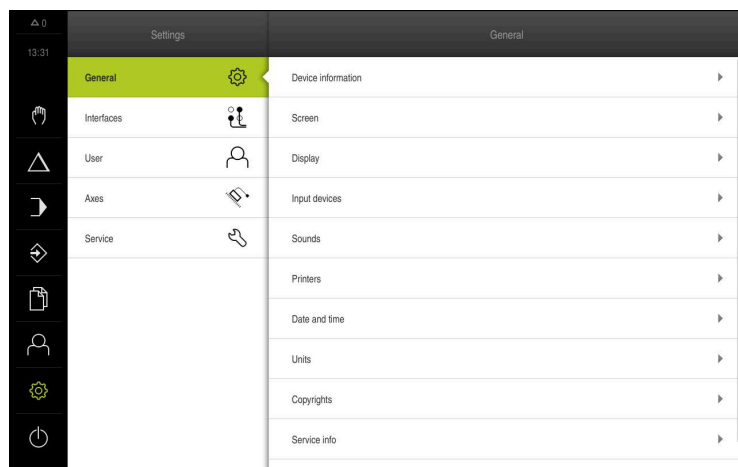 △ 0
13:31
Settings
General
General
Interfaces
User
Axes
Service
Device information
Screen
Display
Input devices
Sounds
Printers
Date and time
Units
Copyrights
Service info